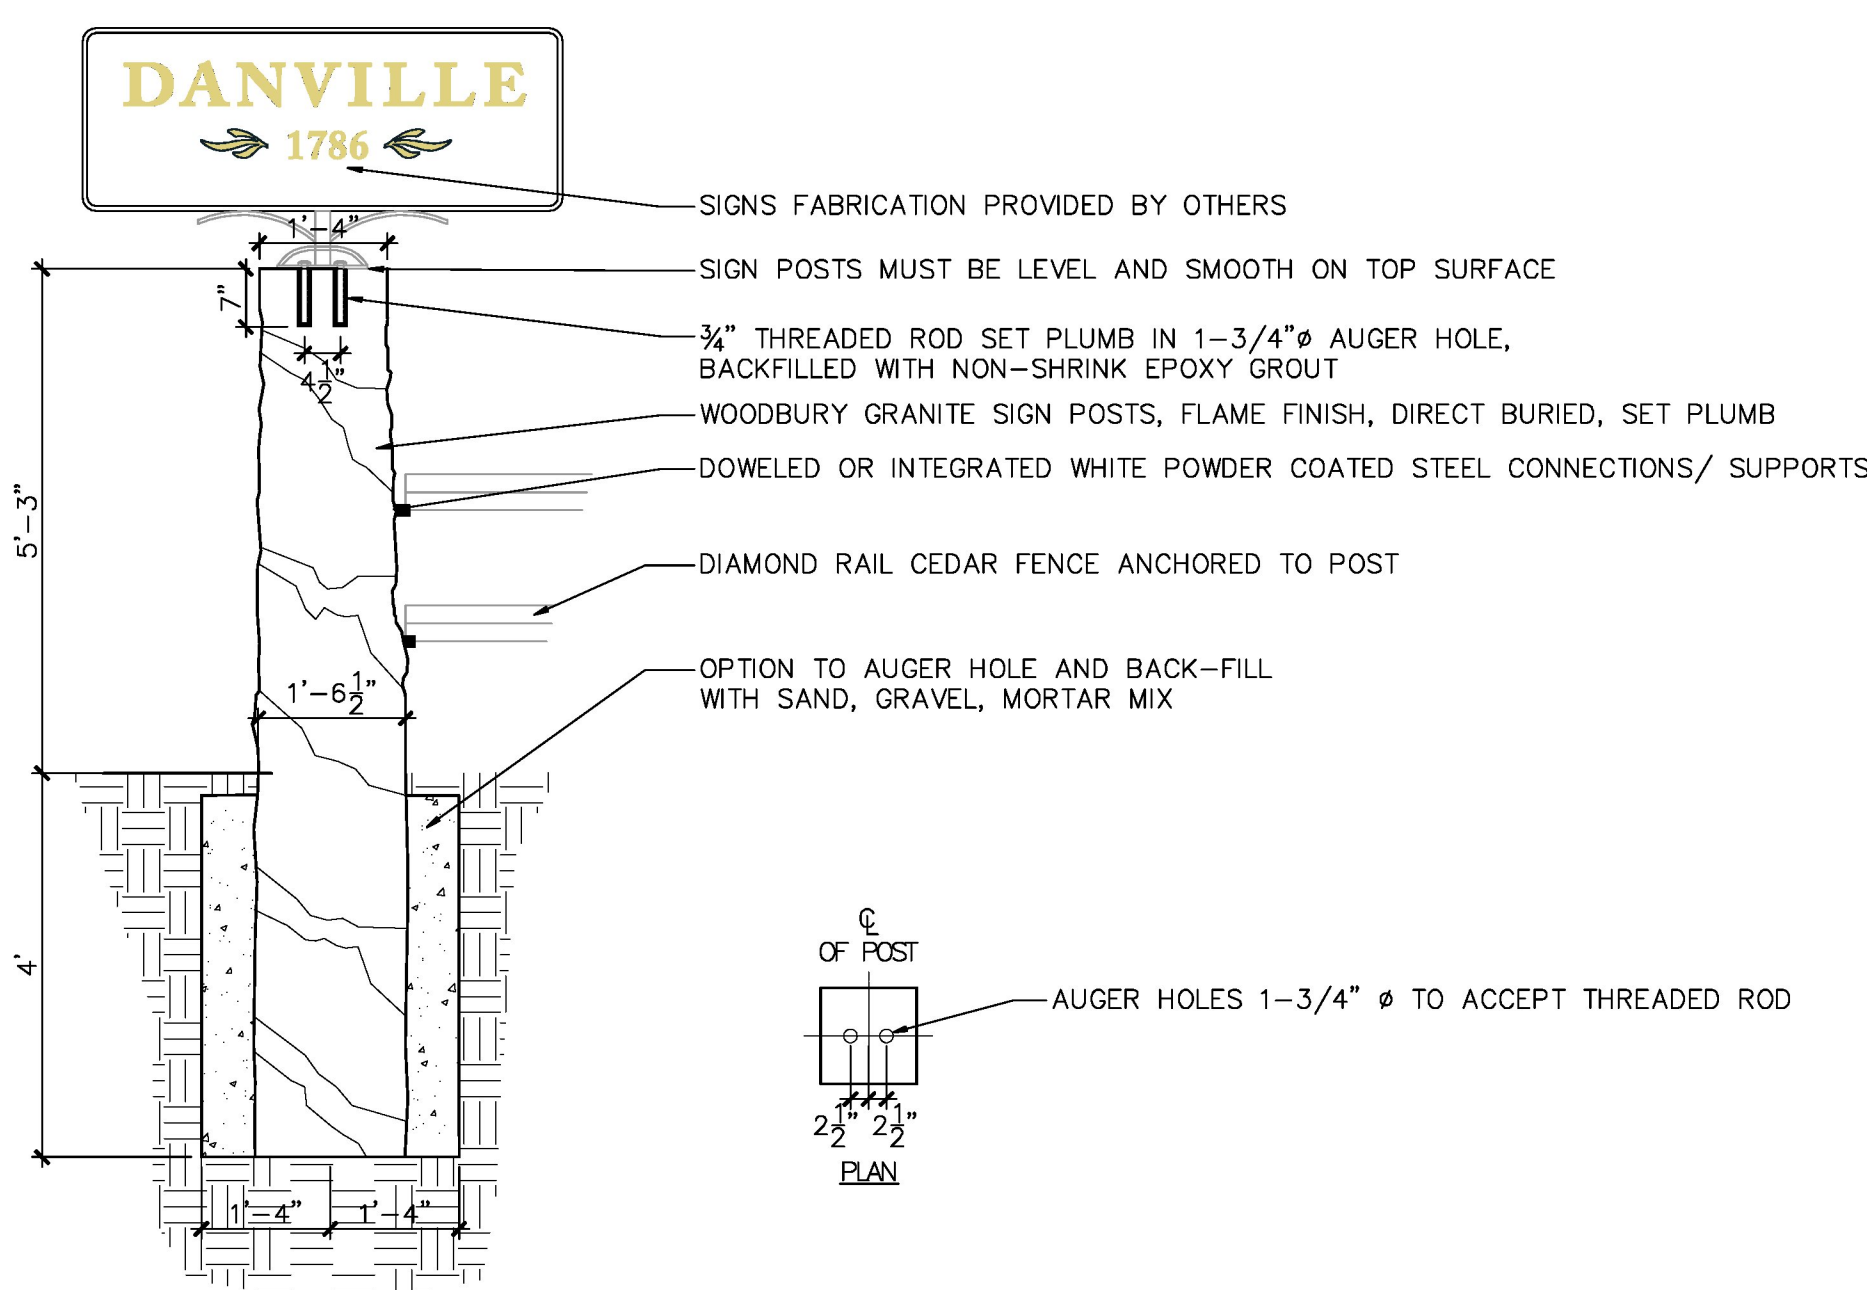 DANVILLE
1786
SIGNS FABRICATION PROVIDED BY OTHERS
1'-4"
SIGN POSTS MUST BE LEVEL AND SMOOTH ON TOP SURFACE
7"
¾" THREADED ROD SET PLUMB IN 1-3/4"ø AUGER HOLE,
BACKFILLED WITH NON-SHRINK EPOXY GROUT
4½"
WOODBURY GRANITE SIGN POSTS, FLAME FINISH, DIRECT BURIED, SET PLUMB
DOWELED OR INTEGRATED WHITE POWDER COATED STEEL CONNECTIONS/ SUPPORTS
5'-3"
DIAMOND RAIL CEDAR FENCE ANCHORED TO POST
OPTION TO AUGER HOLE AND BACK-FILL
WITH SAND, GRAVEL, MORTAR MIX
1'-6½"
4'
℄
OF POST
AUGER HOLES 1-3/4" ø TO ACCEPT THREADED ROD
2½" 2½"
PLAN
1'-4" 1'-4"